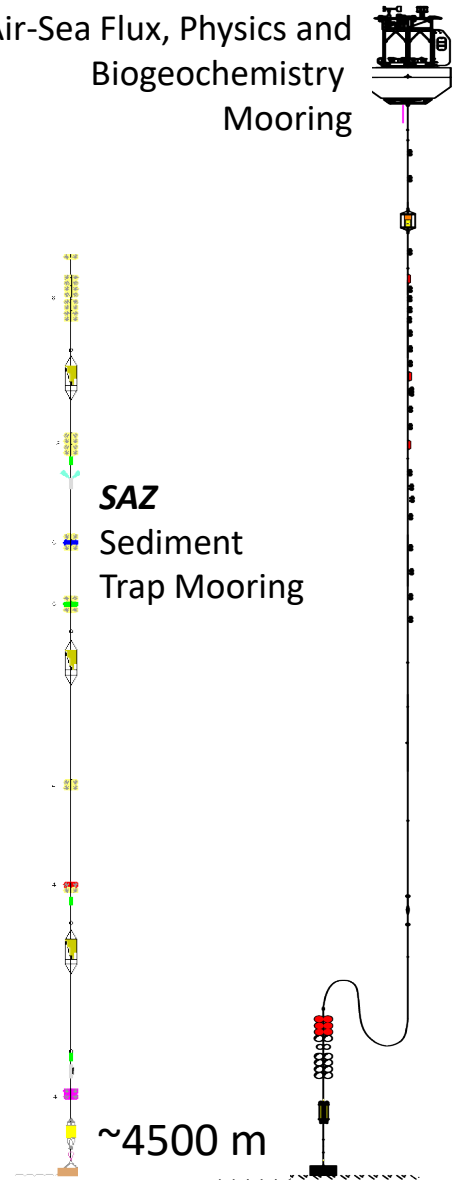 Air-Sea Flux, Physics and
Biogeochemistry
Mooring
SAZ
Sediment
Trap Mooring
~4500 m